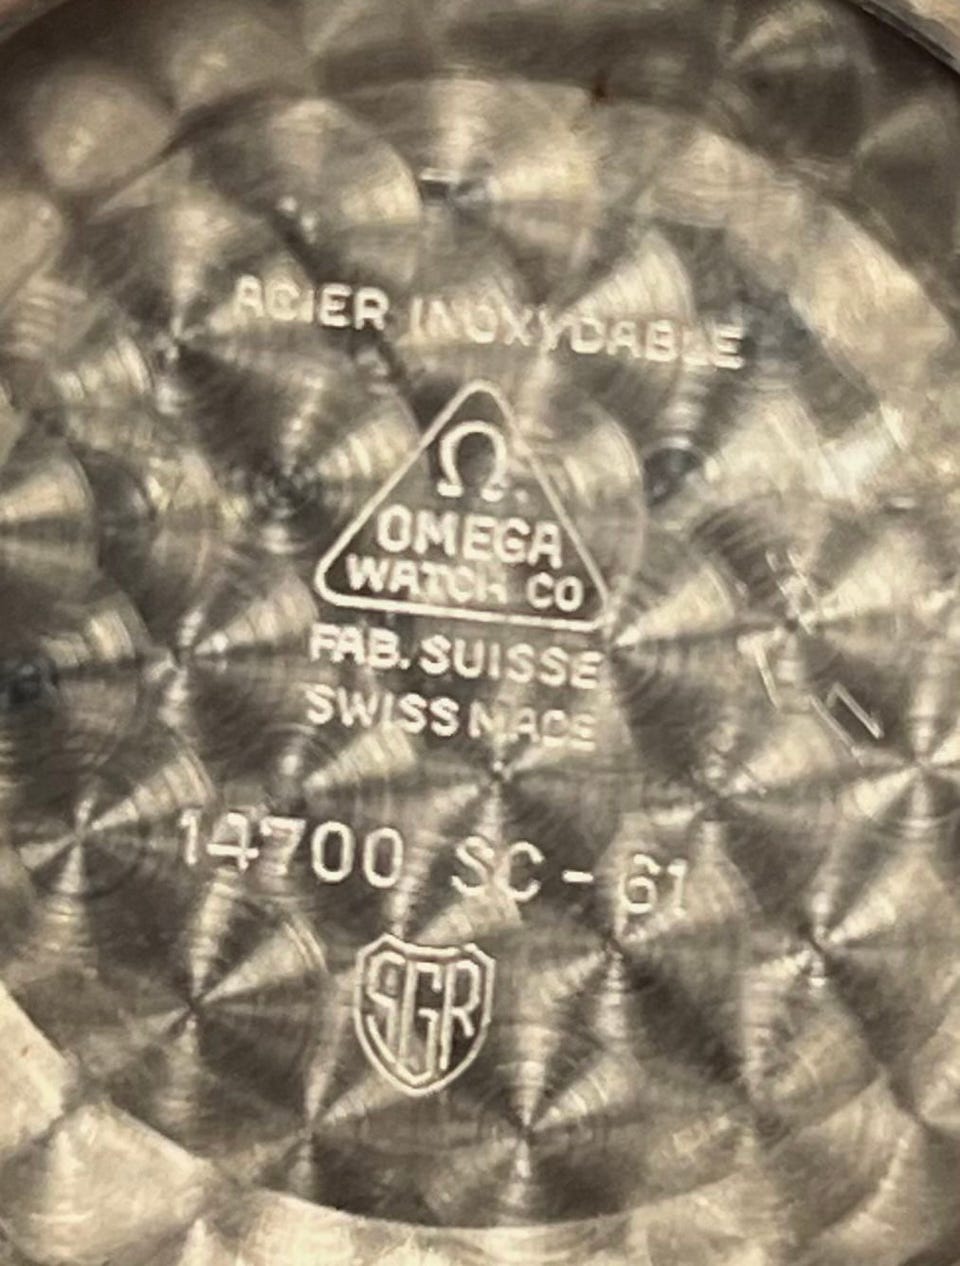 ACIER INOXYDABLE
Ω
OMEGA
WATCH CO
FAB. SUISSE
SWISS MADE
14700 SC - 61
SGR